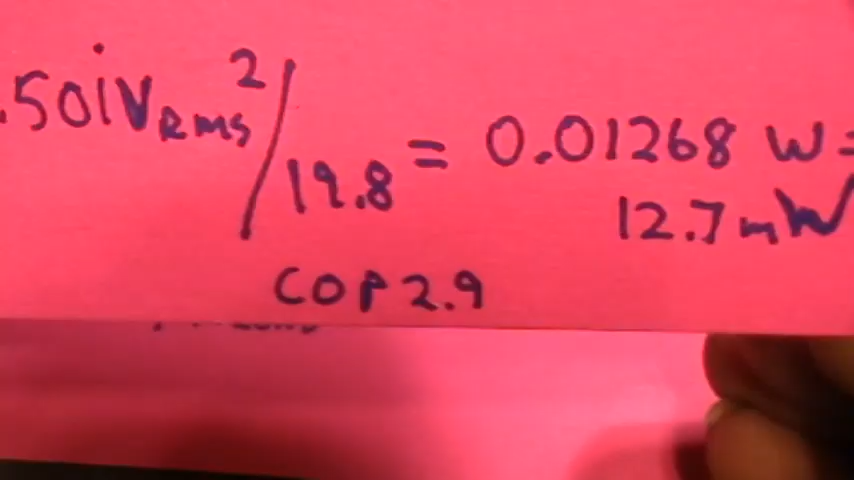 .501VRMS²/19.8 = 0.01268 W =
12.7mW
COP 2.9